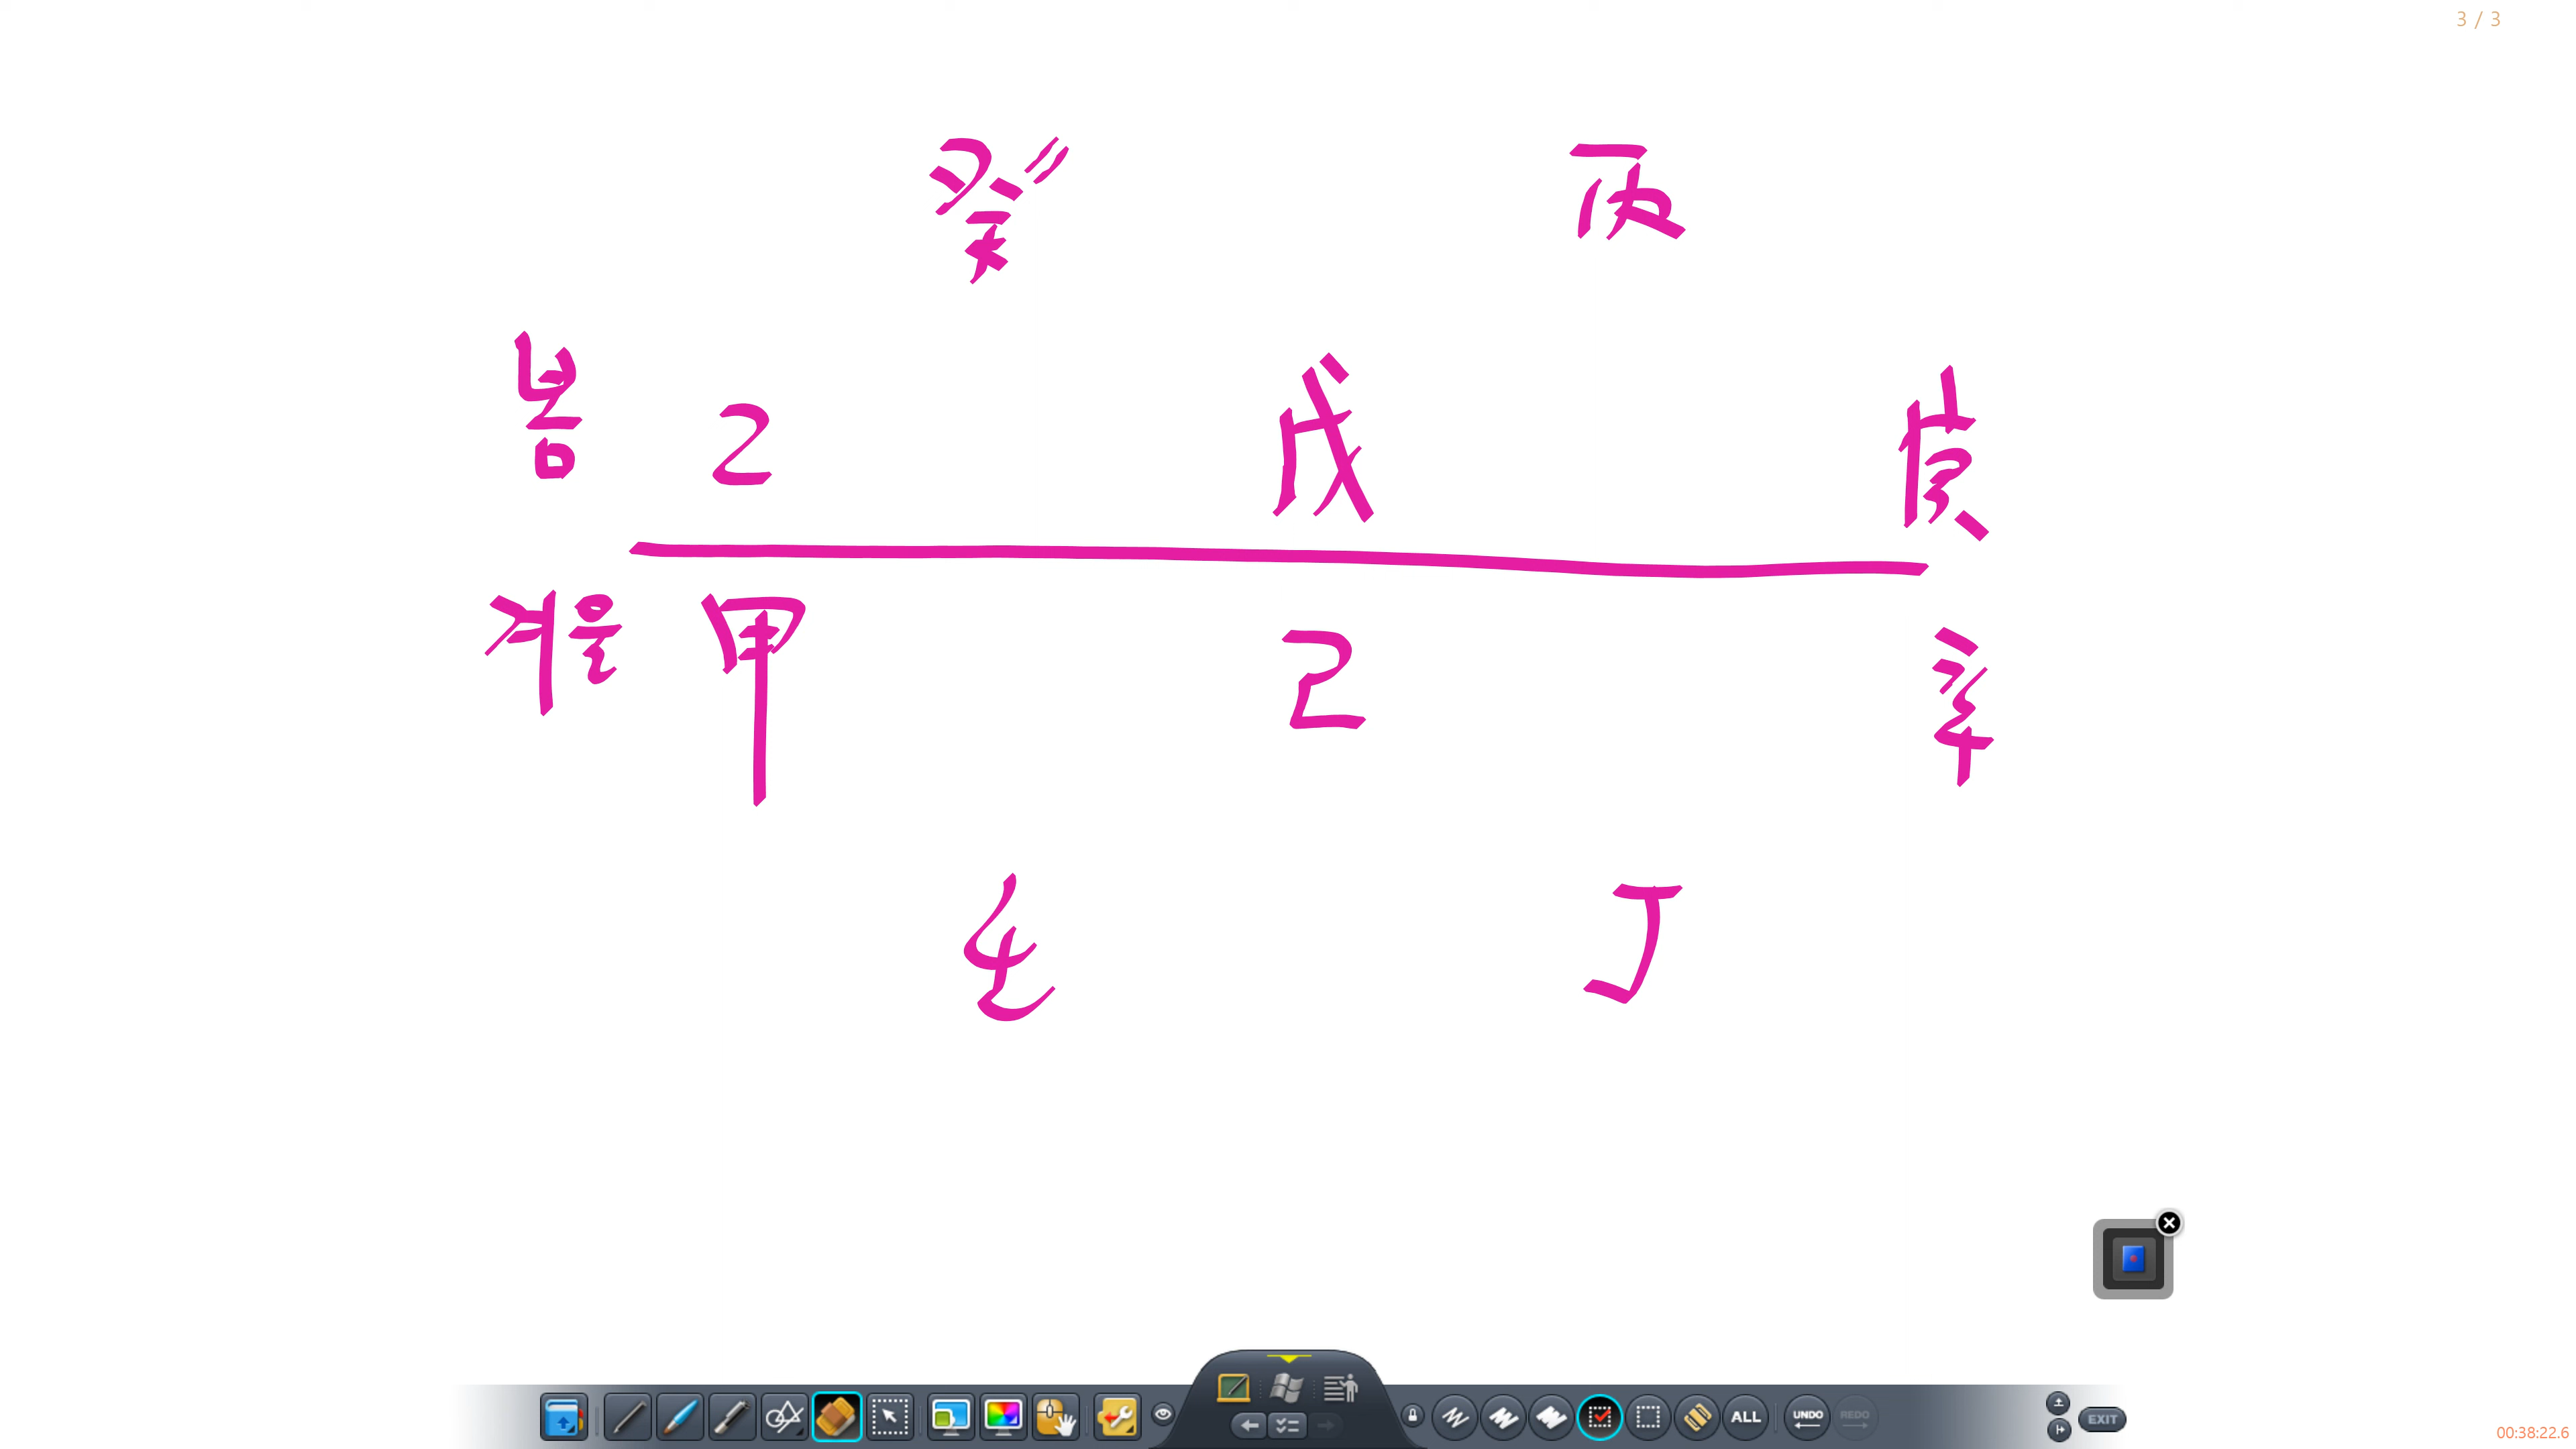 3 / 3
癸 丙
봄 乙 戊 庚
겨울 甲 己 辛
壬 丁
ALL UNDO REDO EXIT
00:38:22.6